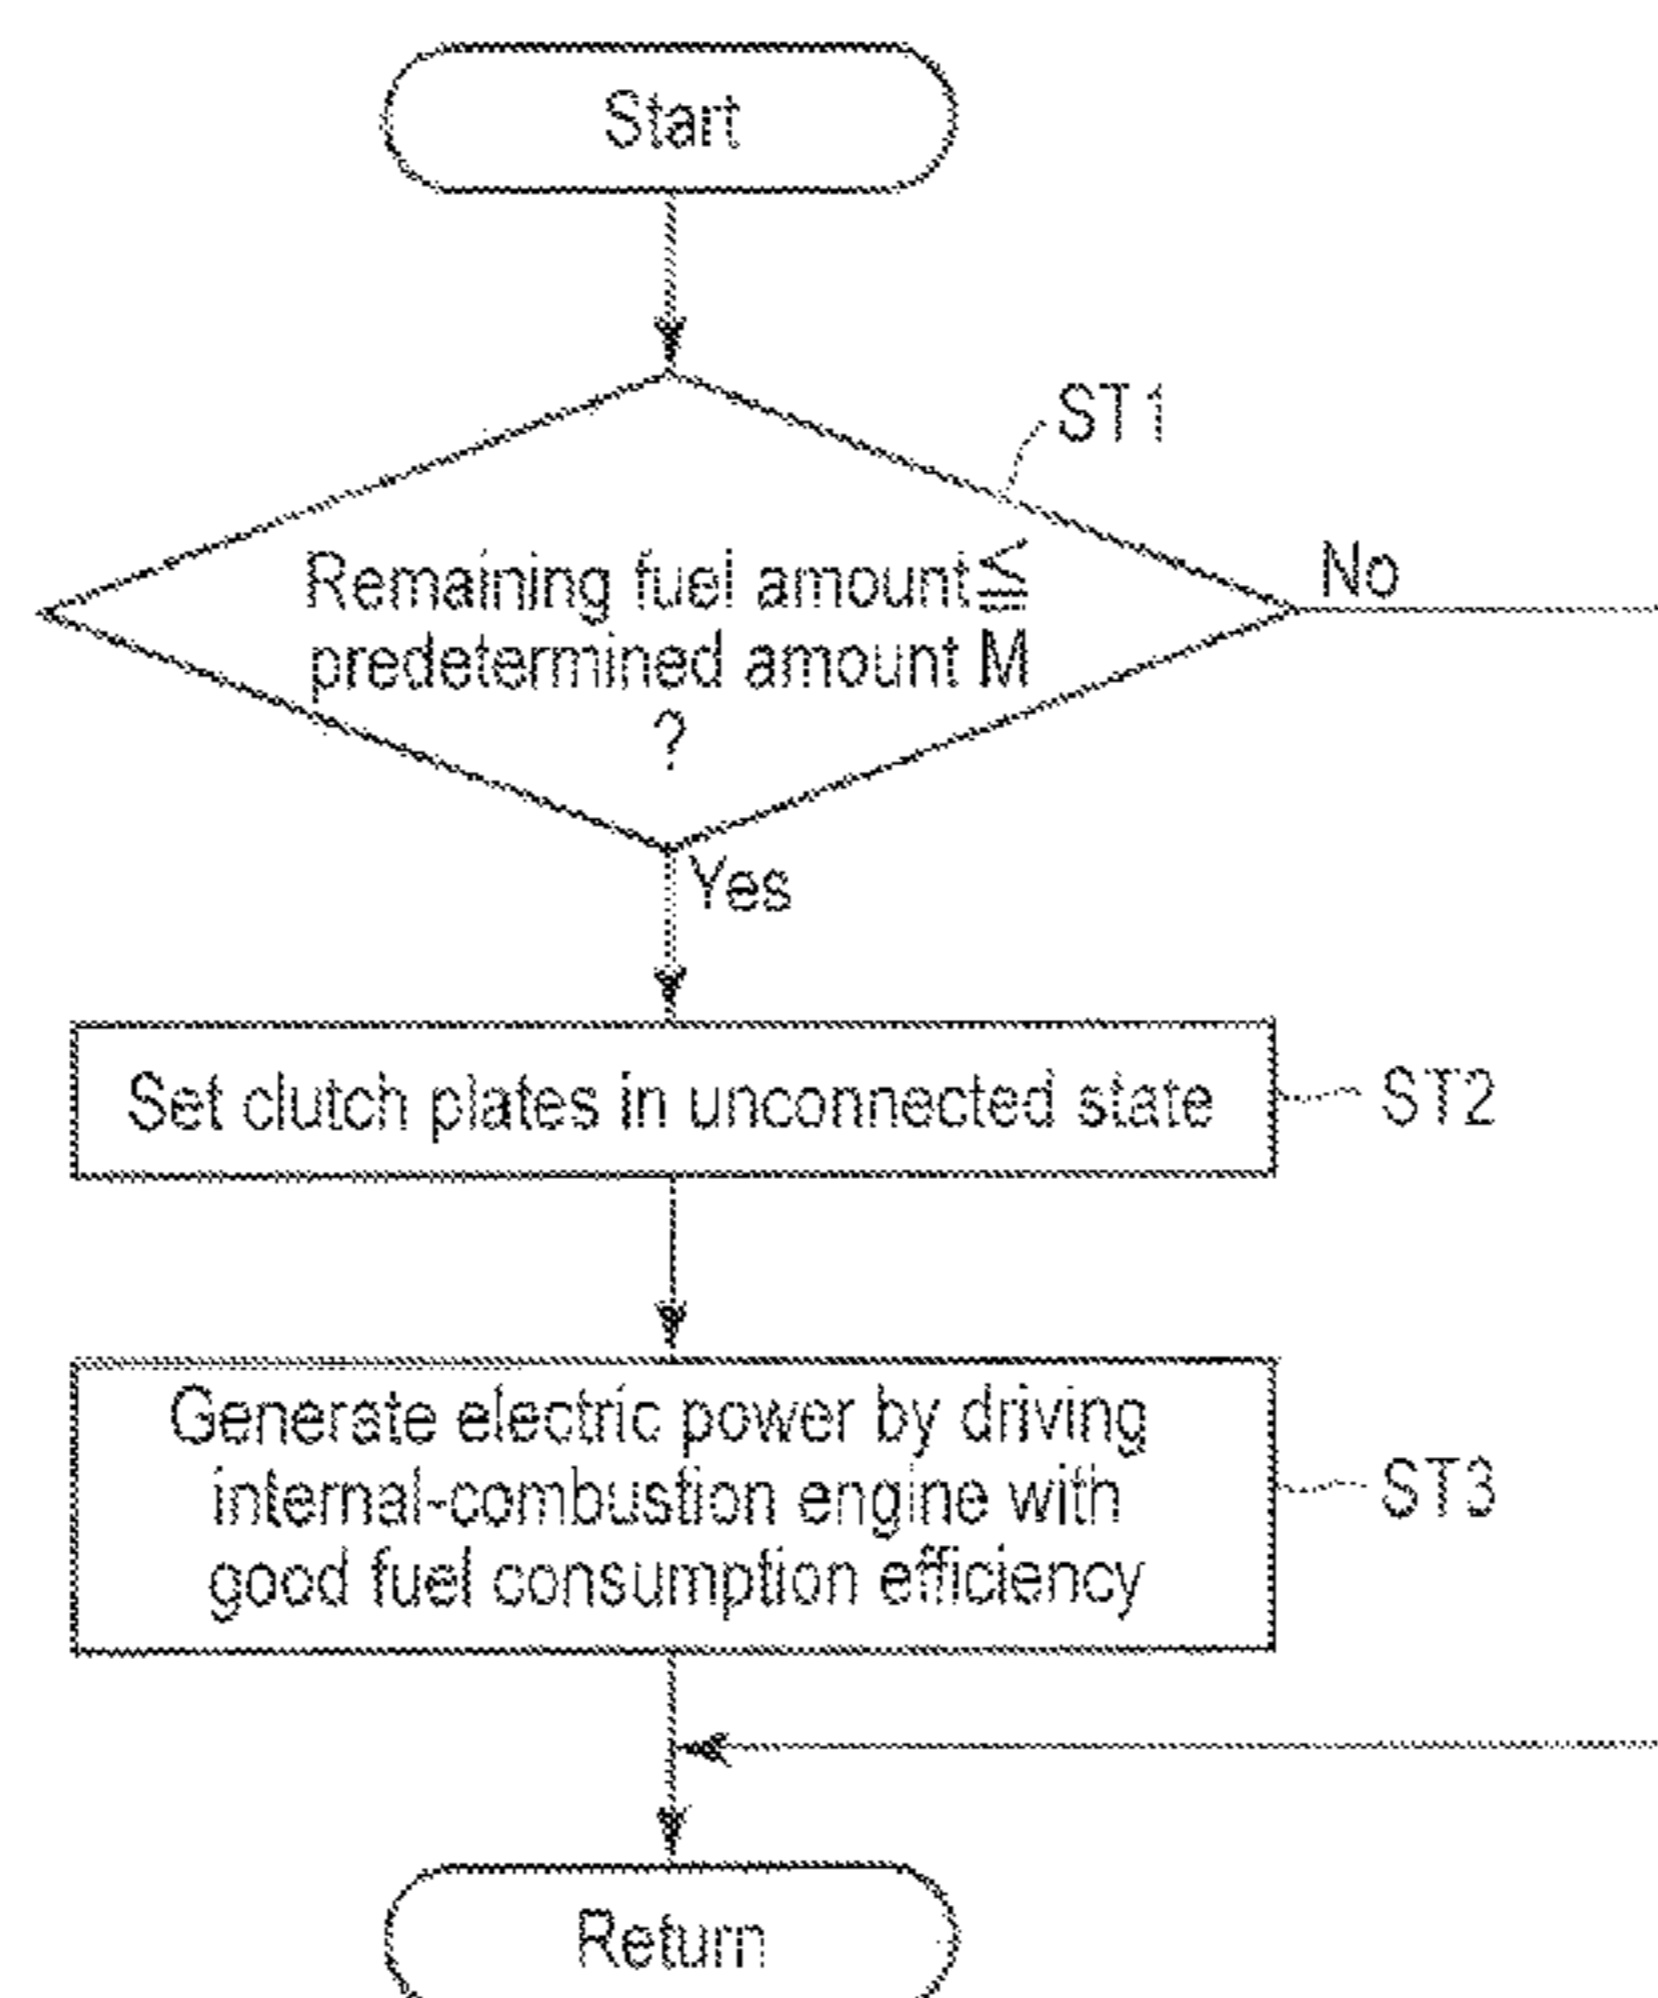 Start
ST1
Remaining fuel amount≦
predetermined amount M
?
No
Yes
Set clutch plates in unconnected state
ST2
Generate electric power by driving
internal-combustion engine with
good fuel consumption efficiency
ST3
Return